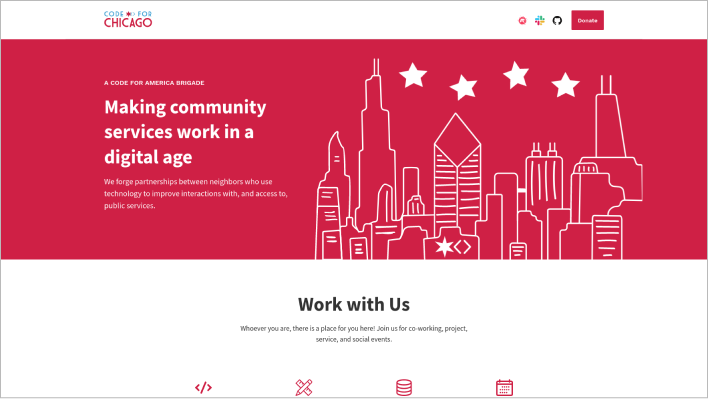 CODE FOR
CHICAGO
Donate
A CODE FOR AMERICA BRIGADE
Making community
services work in a
digital age
We forge partnerships between neighbors who use
technology to improve interactions with, and access to,
public services.
Work with Us
Whoever you are, there is a place for you here! Join us for co-working, project,
service, and social events.